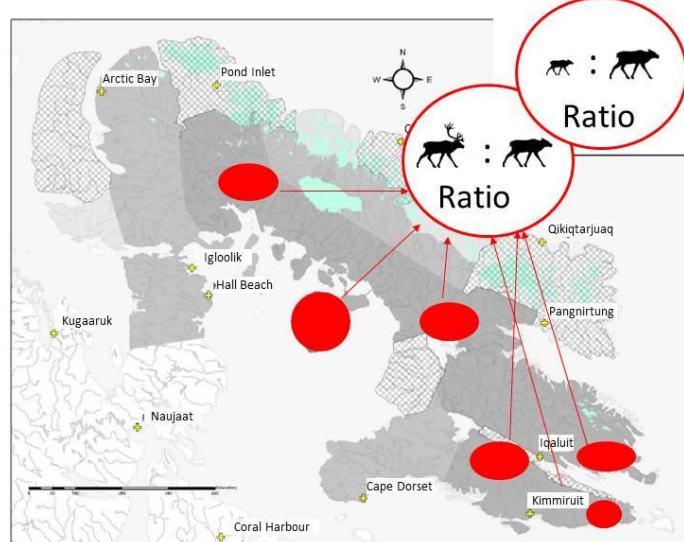 Arctic Bay
Pond Inlet
N
W E
S
:
Ratio
:
Ratio
Qikiqtarjuaq
Igloolik
Hall Beach
Pangnirtung
Kugaaruk
Naujaat
Iqaluit
Cape Dorset
Kimmiruit
Coral Harbour